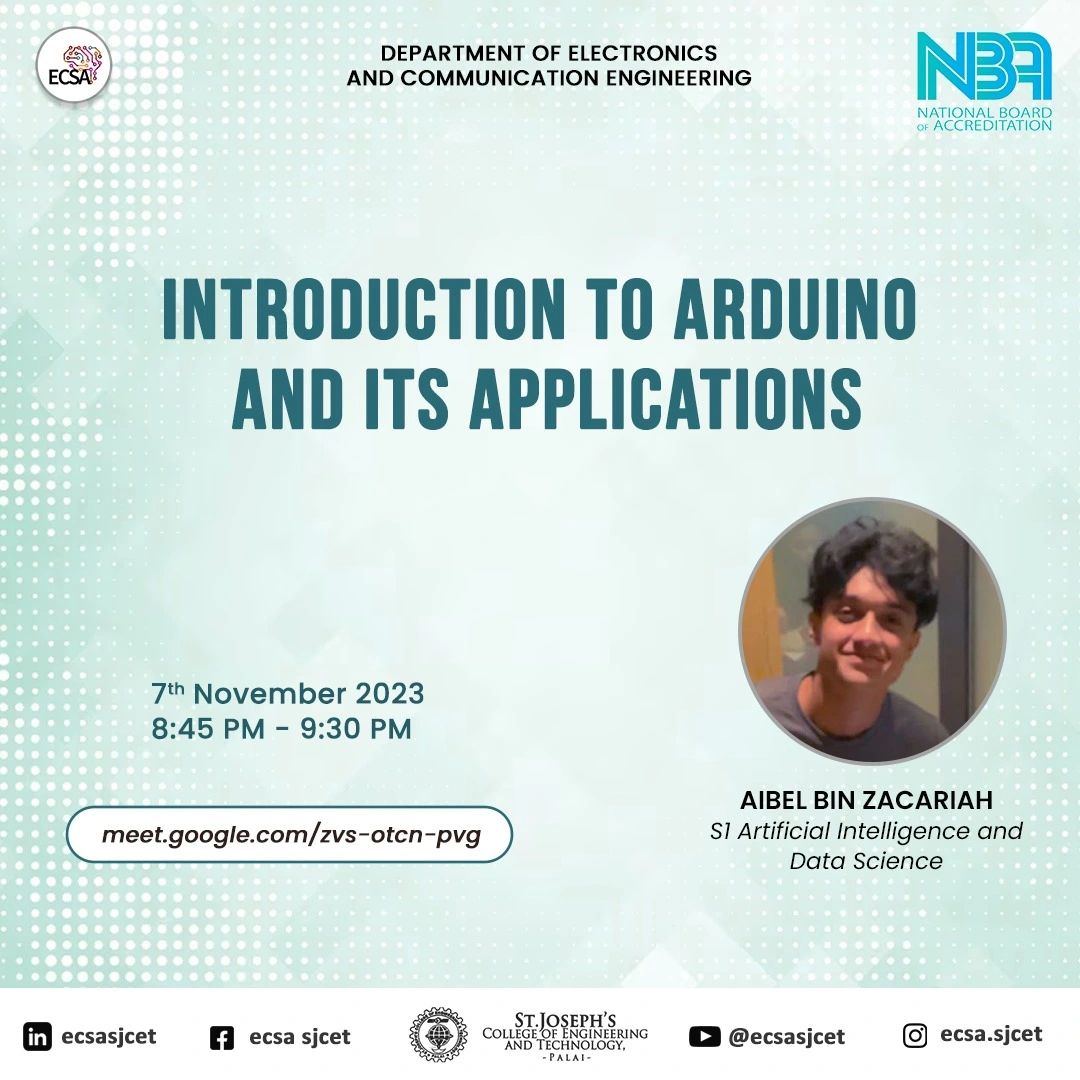 ECSA
DEPARTMENT OF ELECTRONICS
AND COMMUNICATION ENGINEERING
NBA
NATIONAL BOARD
OF ACCREDITATION
INTRODUCTION TO ARDUINO
AND ITS APPLICATIONS
7th November 2023
8:45 PM - 9:30 PM
meet.google.com/zvs-otcn-pvg
AIBEL BIN ZACARIAH
S1 Artificial Intelligence and
Data Science
in ecsasjcet
ecsa sjcet
ST.JOSEPH'S
COLLEGE OF ENGINEERING
AND TECHNOLOGY,
-PALAI-
@ecsasjcet
ecsa.sjcet